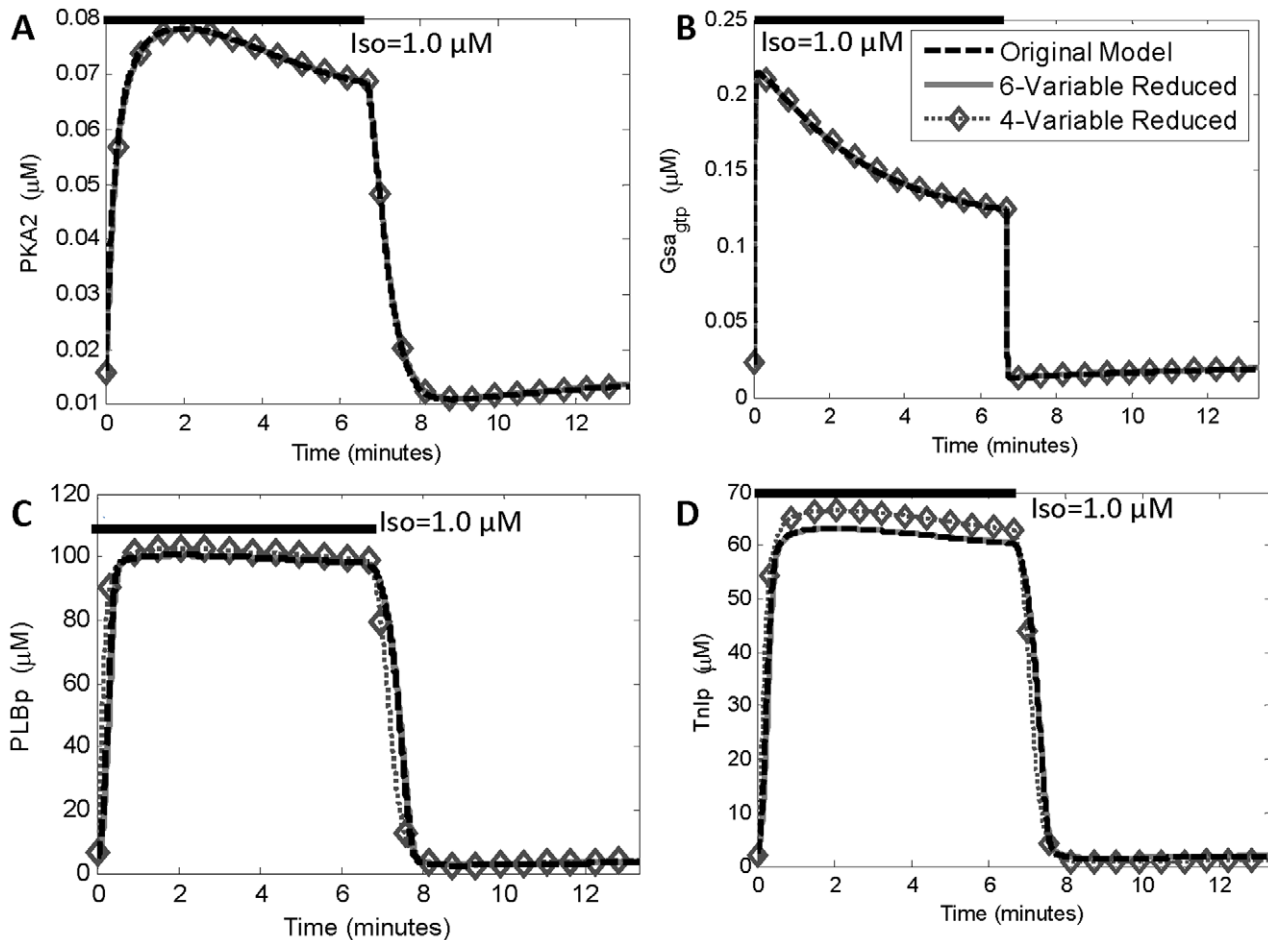 A
0.08
0.07
0.06
0.05
0.04
0.03
0.02
0.01
PKA2 (μM)
Iso=1.0 μM
0 2 4 6 8 10 12
Time (minutes)
B
0.25
0.2
0.15
0.1
0.05
0
Gsa_gtp (μM)
Iso=1.0 μM
Original Model
6-Variable Reduced
4-Variable Reduced
0 2 4 6 8 10 12
Time (minutes)
C
120
100
80
60
40
20
0
PLBp (μM)
Iso=1.0 μM
0 2 4 6 8 10 12
Time (minutes)
D
70
60
50
40
30
20
10
0
TnIp (μM)
Iso=1.0 μM
0 2 4 6 8 10 12
Time (minutes)